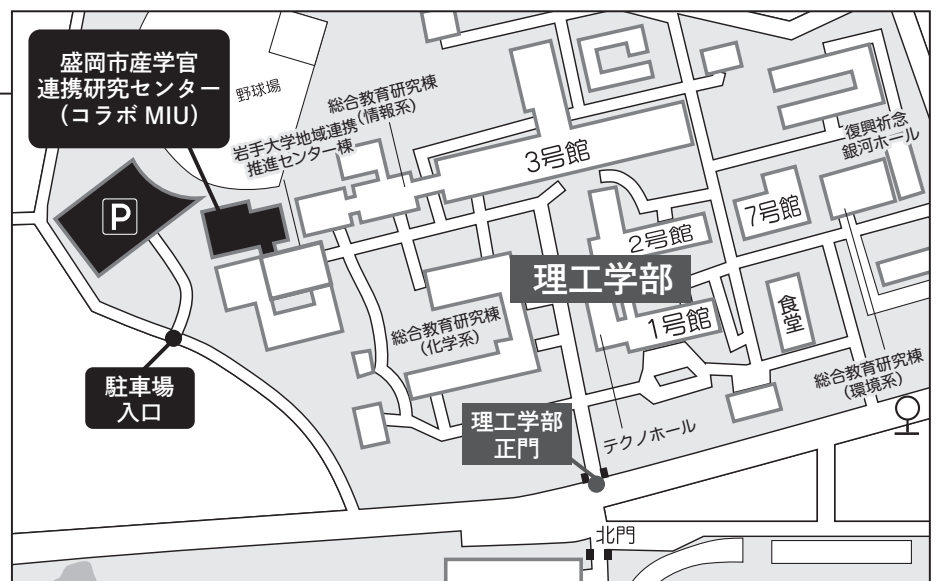 盛岡市産学官
連携研究センター
（コラボ MIU）
野球場
総合教育研究棟
（情報系）
岩手大学地域連携
推進センター棟
3号館
復興祈念
銀河ホール
P
7号館
2号館
理工学部
1号館
食堂
総合教育研究棟
（化学系）
総合教育研究棟
（環境系）
駐車場
入口
理工学部
正門
テクノホール
北門